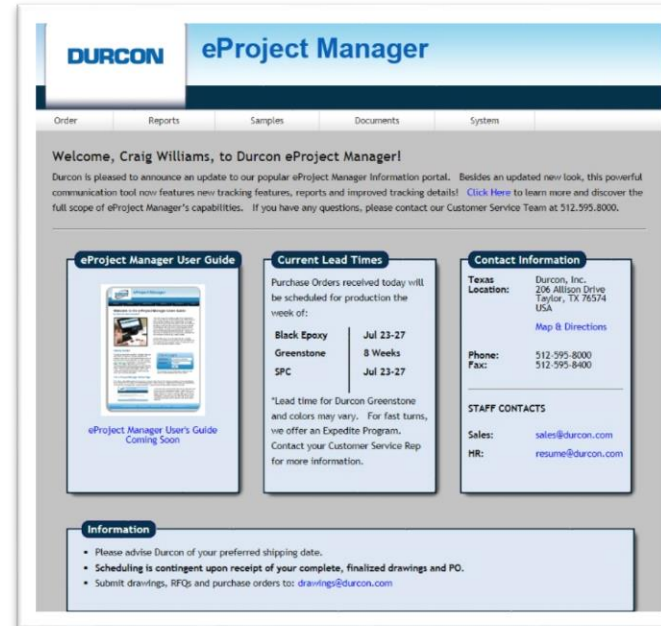 DURCON
eProject Manager
Order Reports Samples Documents System
Welcome, Craig Williams, to Durcon eProject Manager!
Durcon is pleased to announce an update to our popular eProject Manager Information portal. Besides an updated new look, this powerful
communication tool now features new tracking features, reports and improved tracking details! Click Here to learn more and discover the
full scope of eProject Manager's capabilities. If you have any questions, please contact our Customer Service Team at 512.595.8000.
eProject Manager User Guide
eProject Manager User's Guide
Coming Soon
Current Lead Times
Purchase Orders received today will
be scheduled for production the
week of:
Black Epoxy Jul 23-27
Greenstone 8 Weeks
SPC Jul 23-27
*Lead time for Durcon Greenstone
and colors may vary. For fast turns,
we offer an Expedite Program.
Contact your Customer Service Rep
for more information.
Contact Information
Texas Durcon, Inc.
Location: 206 Allison Drive
Taylor, TX 76574
USA
Map & Directions
Phone: 512-595-8000
Fax: 512-595-8400
STAFF CONTACTS
Sales: sales@durcon.com
HR: resume@durcon.com
Information
• Please advise Durcon of your preferred shipping date.
• Scheduling is contingent upon receipt of your complete, finalized drawings and PO.
• Submit drawings, RFQs and purchase orders to: drawings@durcon.com